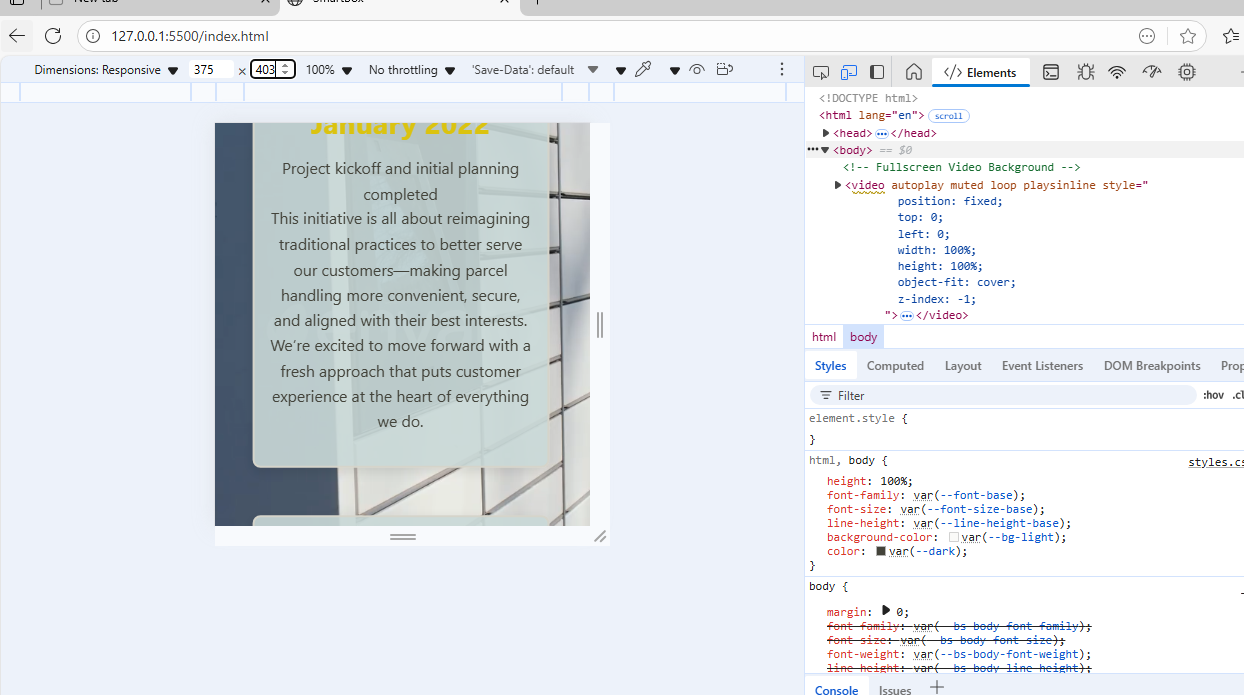 New tab
SmartBox
127.0.0.1:5500/index.html
Dimensions: Responsive 375 × 403 100% No throttling 'Save-Data': default
Elements
January 2022
Project kickoff and initial planning
completed
This initiative is all about reimagining
traditional practices to better serve
our customers—making parcel
handling more convenient, secure,
and aligned with their best interests.
We're excited to move forward with a
fresh approach that puts customer
experience at the heart of everything
we do.
<!DOCTYPE html>
<html lang="en"> scroll
<head> ••• </head>
••• <body> == $0
<!-- Fullscreen Video Background -->
<video autoplay muted loop playsinline style="
position: fixed;
top: 0;
left: 0;
width: 100%;
height: 100%;
object-fit: cover;
z-index: -1;
"> ••• </video>
html body
Styles Computed Layout Event Listeners DOM Breakpoints
Filter :hov
element.style {
}
html, body { styles.cs
height: 100%;
font-family: var(--font-base);
font-size: var(--font-size-base);
line-height: var(--line-height-base);
background-color: var(--bg-light);
color: var(--dark);
}
body {
margin: 0;
font-family: var(--bs-body-font-family);
font-size: var(--bs-body-font-size);
font-weight: var(--bs-body-font-weight);
line-height: var(--bs-body-line-height);
Console Issues